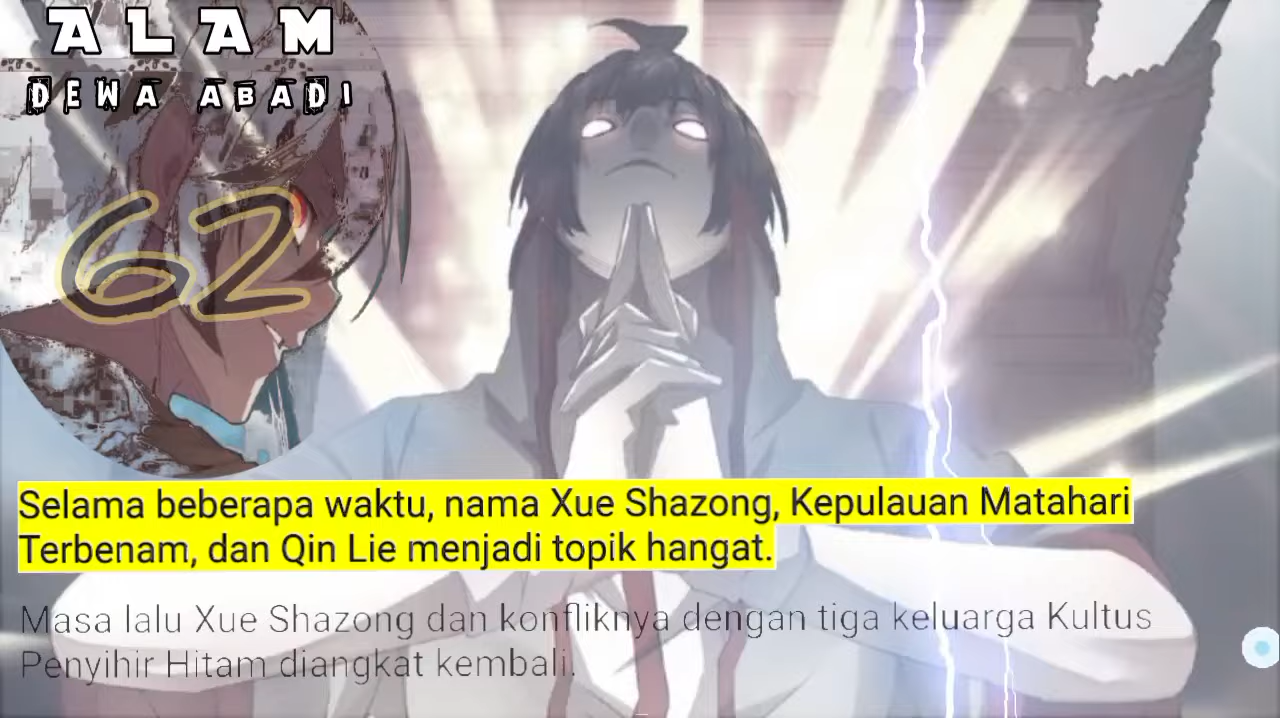 ALAM
DEWA ABADI
62
Selama beberapa waktu, nama Xue Shazong, Kepulauan Matahari
Terbenam, dan Qin Lie menjadi topik hangat.
Masa lalu Xue Shazong dan konfliknya dengan tiga keluarga Kultus
Penyihir Hitam diangkat kembali.